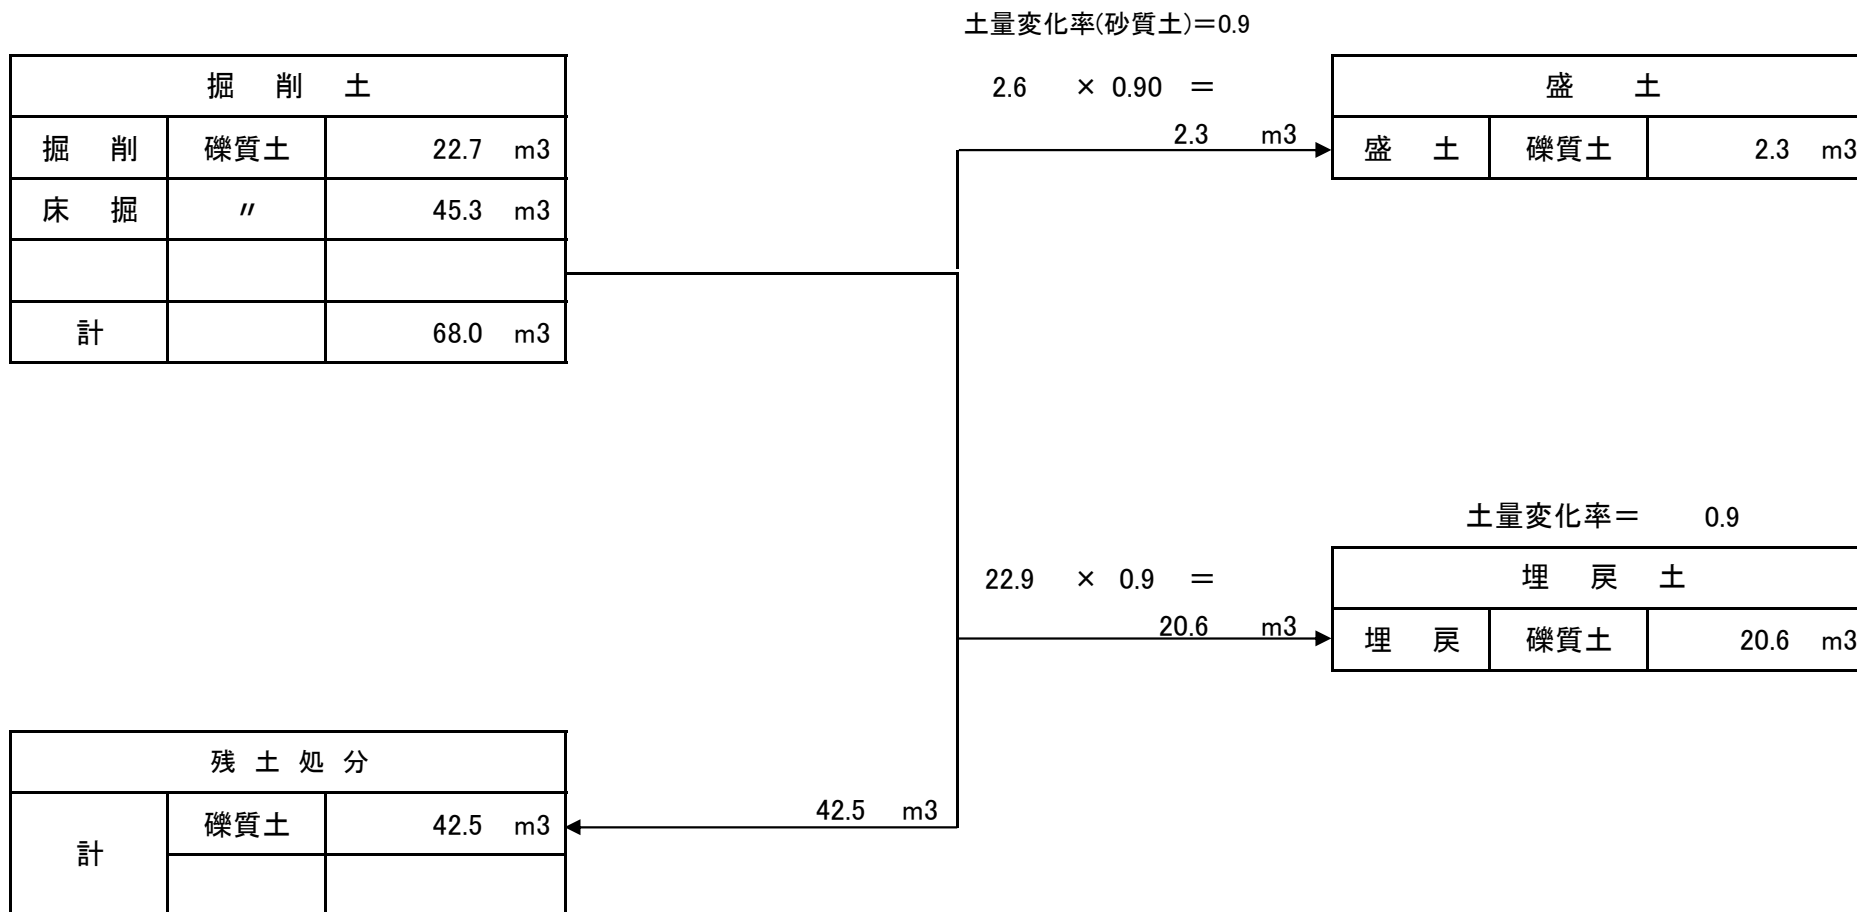 土量変化率(砂質土)=0.9
掘 削 土
2.6 × 0.90 =
盛 土
掘 削 礫質土 22.7 m3
2.3 m3
盛 土 礫質土 2.3 m3
床 掘 〃 45.3 m3
計 68.0 m3
土量変化率= 0.9
22.9 × 0.9 =
埋 戻 土
20.6 m3
埋 戻 礫質土 20.6 m3
残 土 処 分
42.5 m3
計 礫質土 42.5 m3